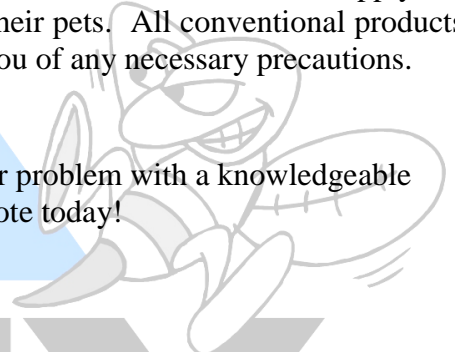 heir pets. All conventional products
ou of any necessary precautions.
r problem with a knowledgeable
ote today!